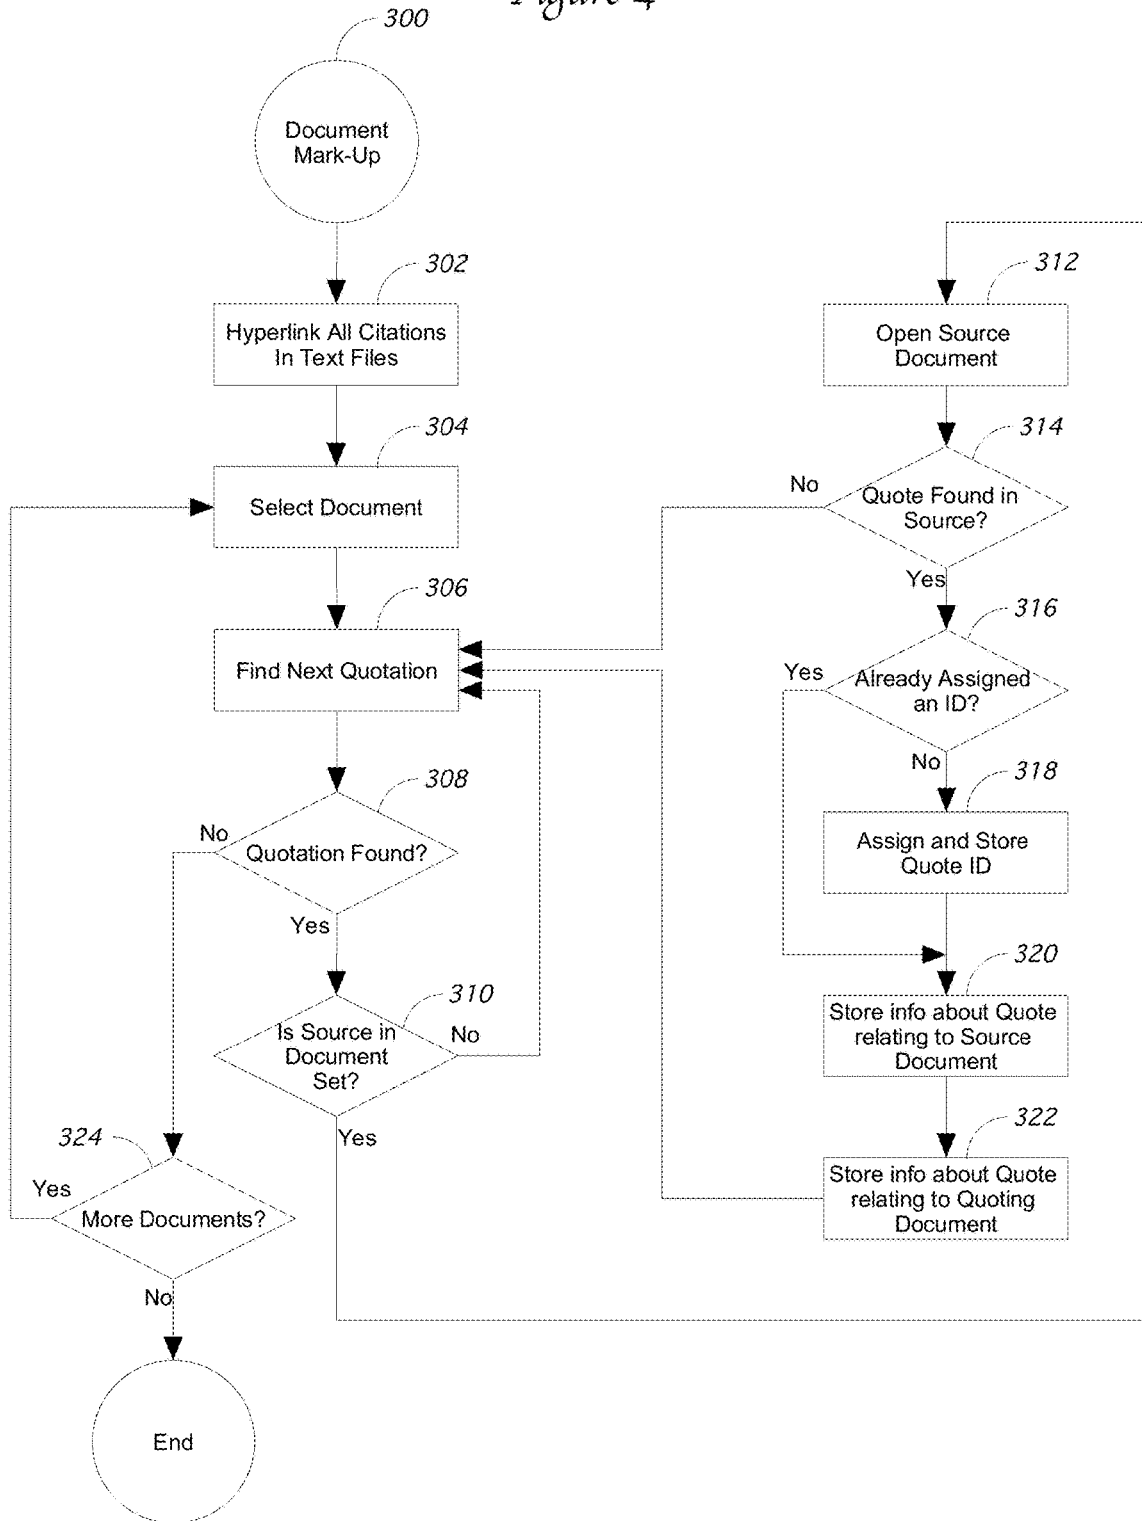 Figure 4
300
Document
Mark-Up
302
Hyperlink All Citations
In Text Files
304
Select Document
306
Find Next Quotation
308
No
Quotation Found?
Yes
310
Is Source in
Document
Set?
No
Yes
324
Yes
More Documents?
No
End
312
Open Source
Document
314
No
Quote Found in
Source?
Yes
316
Yes
Already Assigned
an ID?
No
318
Assign and Store
Quote ID
320
Store info about Quote
relating to Source
Document
322
Store info about Quote
relating to Quoting
Document